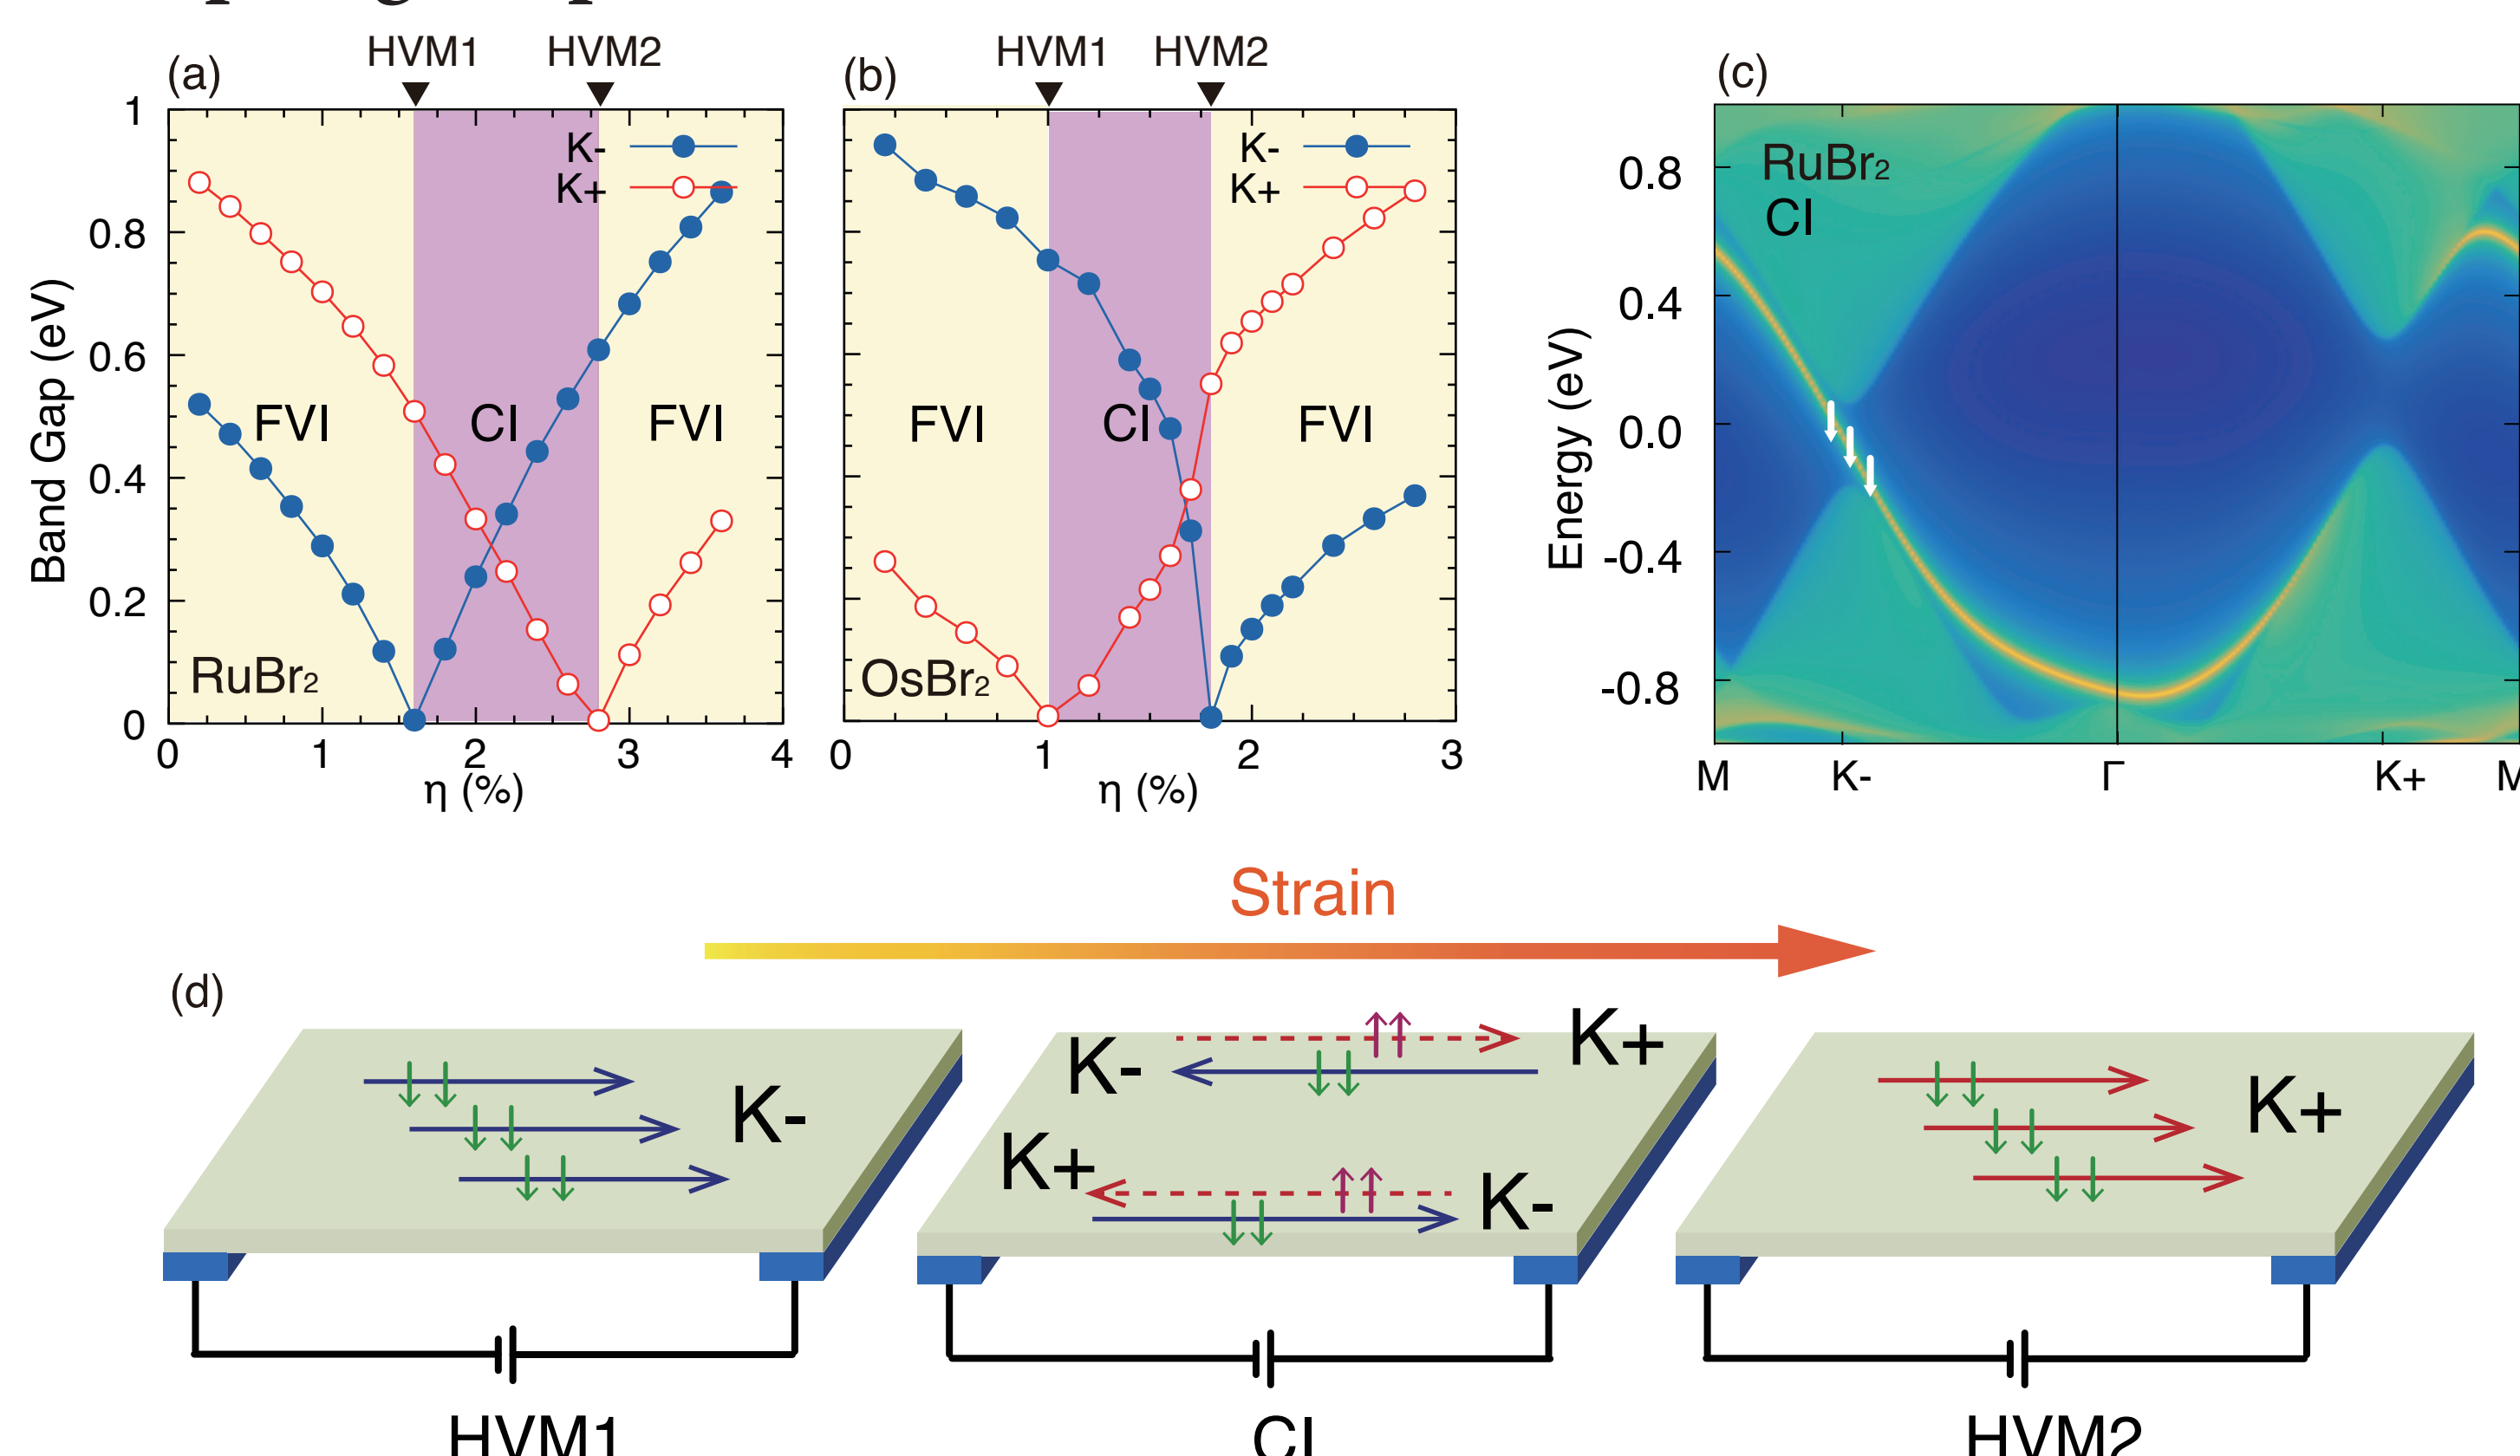 HVM1 HVM2 HVM1 HVM2
(a) (b) (c)
1
0.8
0.6
0.4
0.2
0
Band Gap (eV)
K-
K+
FVI CI FVI
RuBr2
0 1 2 3 4
η (%)
K-
K+
FVI CI FVI
OsBr2
0 1 2 3
η (%)
RuBr2
CI
0.8
0.4
0.0
-0.4
-0.8
Energy (eV)
M K- Γ K+ M
Strain
(d)
K-
K- K+
K+ K-
K+
HVM1 CI HVM2